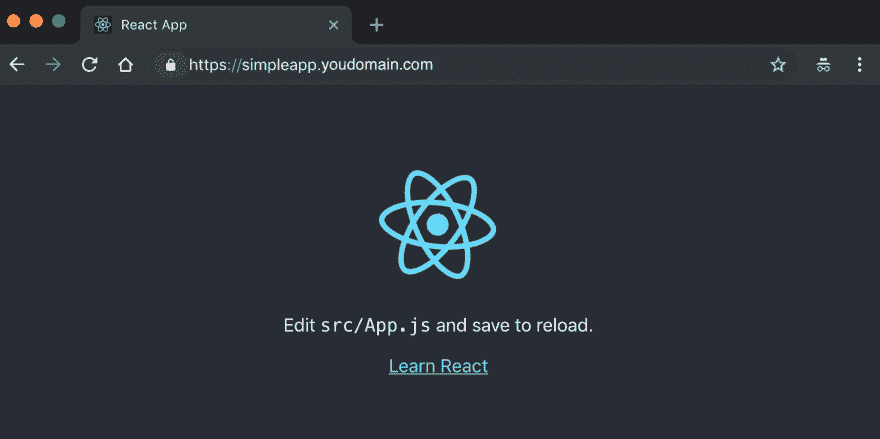 React App
https://simpleapp.youdomain.com
Edit src/App.js and save to reload.
Learn React